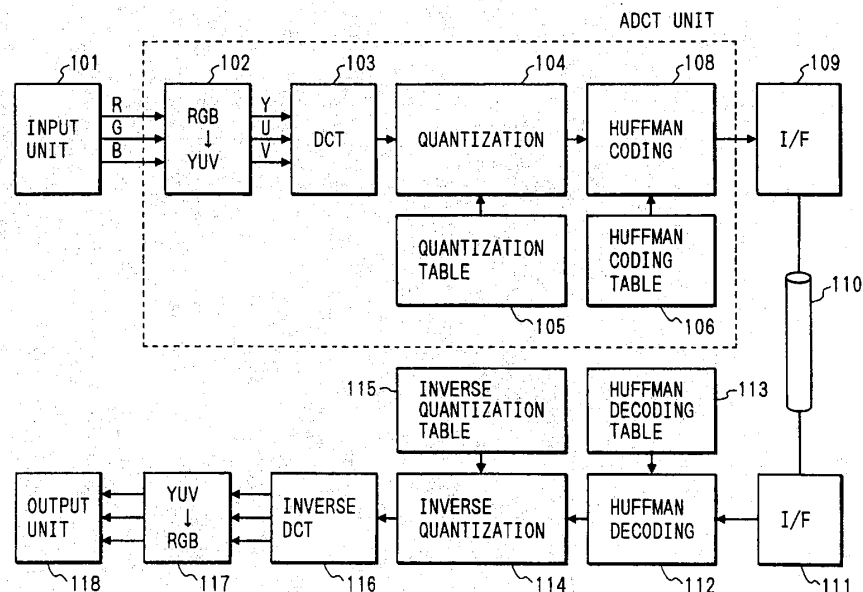 ADCT UNIT
101
102
103
104
108
109
INPUT
UNIT
R
G
B
RGB
↓
YUV
Y
U
V
DCT
QUANTIZATION
HUFFMAN
CODING
I/F
QUANTIZATION
TABLE
HUFFMAN
CODING
TABLE
105
106
110
115
INVERSE
QUANTIZATION
TABLE
HUFFMAN
DECODING
TABLE
113
OUTPUT
UNIT
YUV
↓
RGB
INVERSE
DCT
INVERSE
QUANTIZATION
HUFFMAN
DECODING
I/F
118
117
116
114
112
111